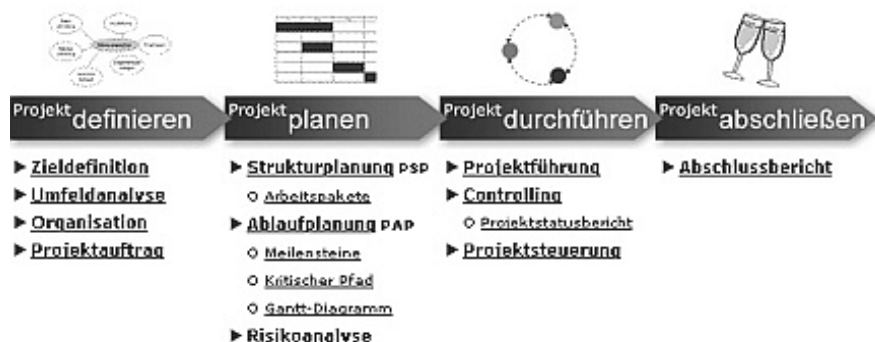 Projekt definieren
Zieldefinition
Umfeldanalyse
Organisation
Projektauftrag
Projekt planen
Strukturplanung PSP
Arbeitspakete
Ablaufplanung PAP
Meilensteine
Kritischer Pfad
Gantt-Diagramm
Risikoanalyse
Projekt durchführen
Projektführung
Controlling
Projektstatusbericht
Projektsteuerung
Projekt abschließen
Abschlussbericht